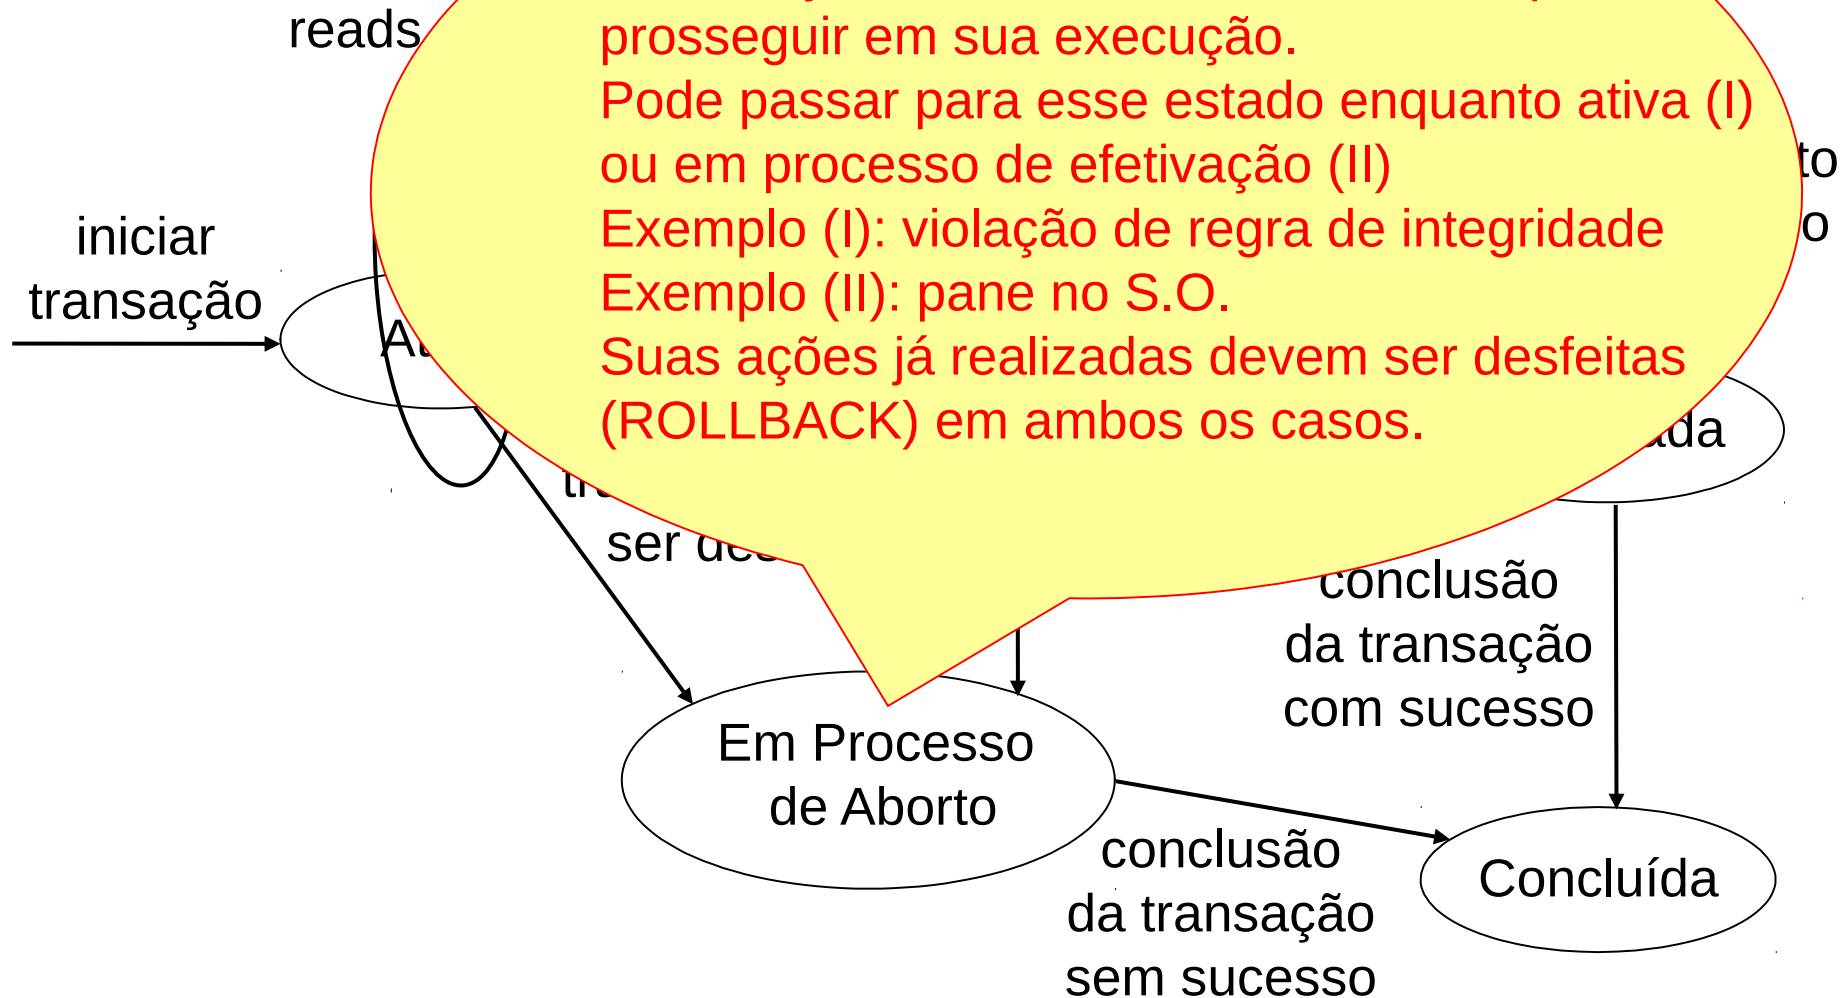 reads
prosseguir em sua execução.
Pode passar para esse estado enquanto ativa (I)
ou em processo de efetivação (II)
Exemplo (I): violação de regra de integridade
Exemplo (II): pane no S.O.
Suas ações já realizadas devem ser desfeitas
(ROLLBACK) em ambos os casos.
iniciar
transação
ser
conclusão
da transação
com sucesso
Em Processo
de Aborto
conclusão
da transação
sem sucesso
Concluída